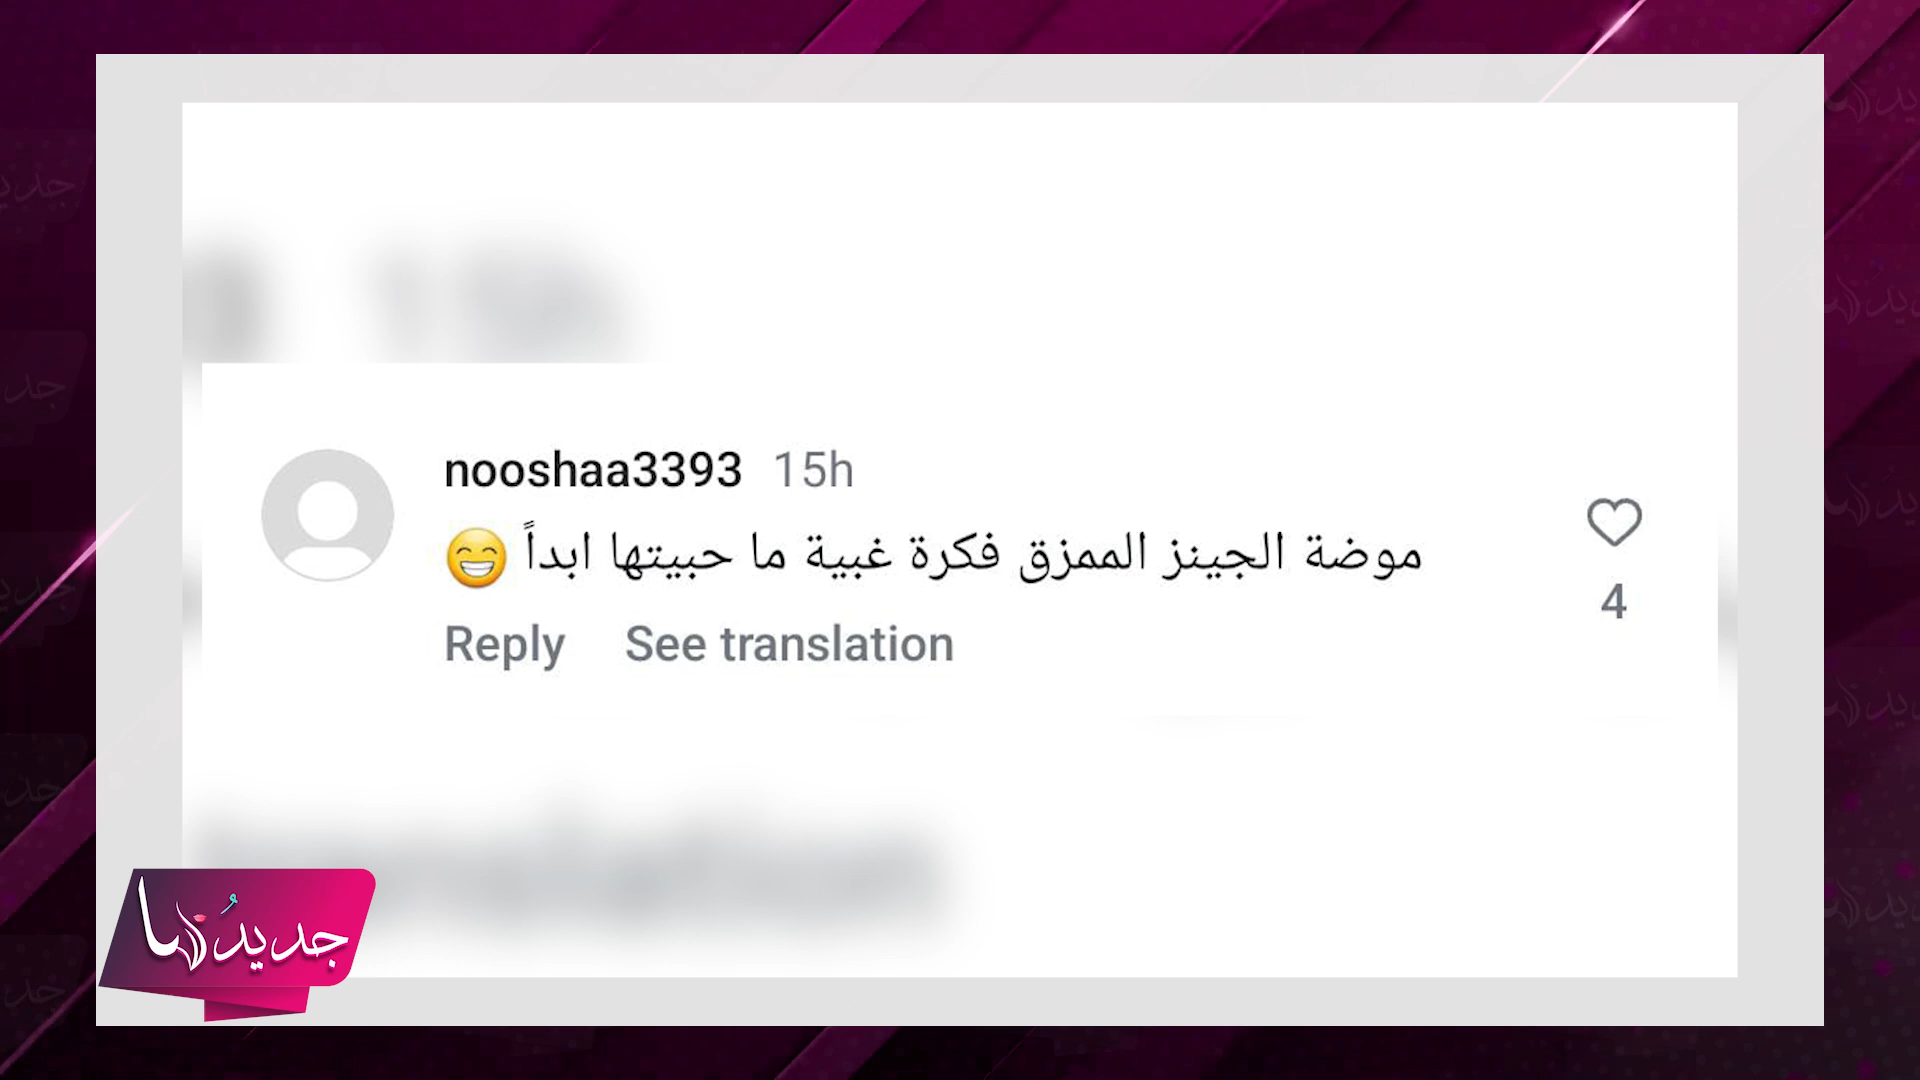 nooshaa3393 15h
موضة الجينز الممزق فكرة غبية ما حبيتها ابداً 😁
4
Reply See translation
جديدُها